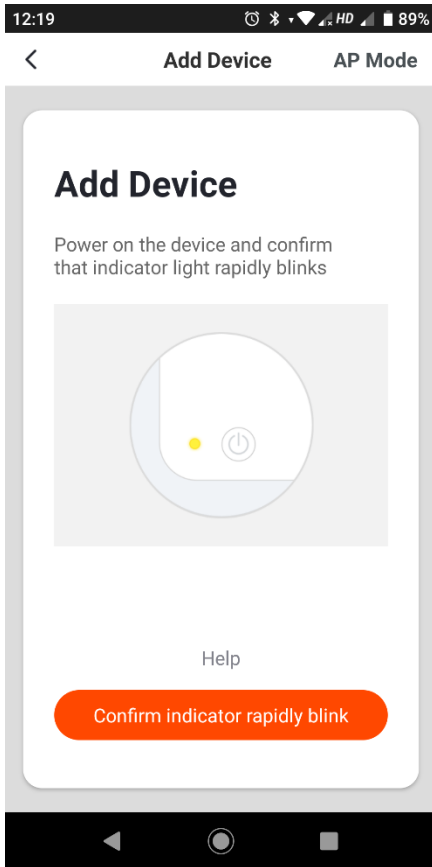 12:19 HD 89%
Add Device AP Mode
Add Device
Power on the device and confirm
that indicator light rapidly blinks
Help
Confirm indicator rapidly blink